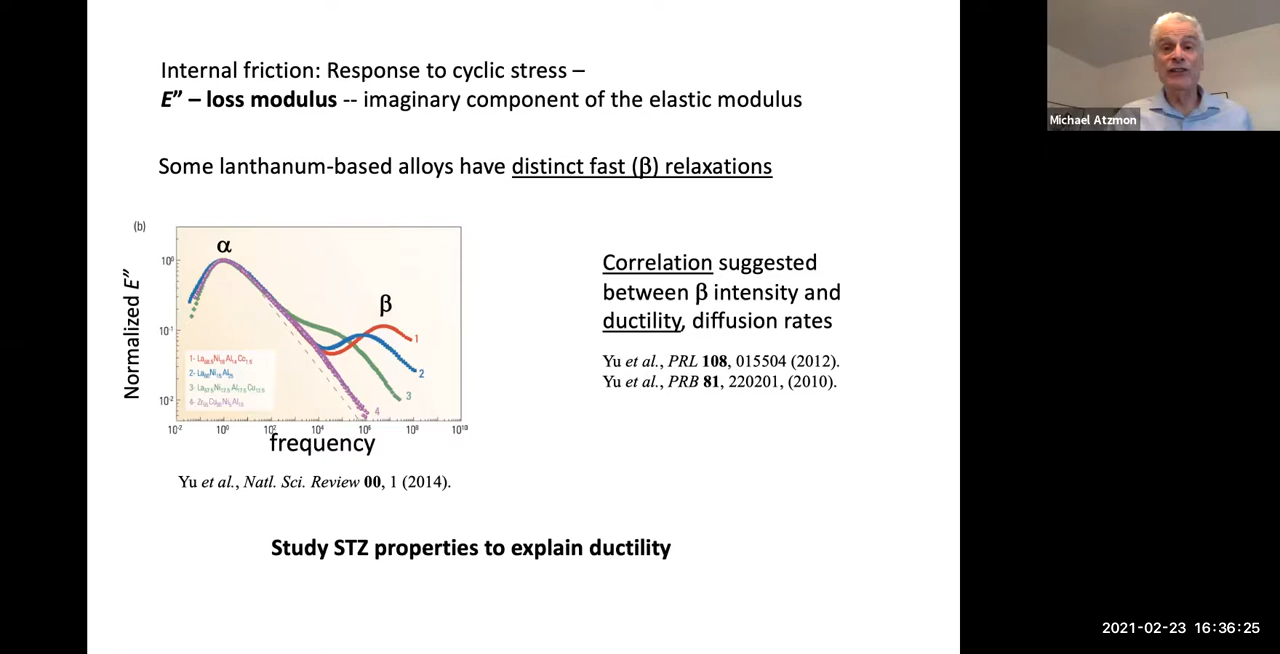 Internal friction: Response to cyclic stress –
E” – loss modulus -- imaginary component of the elastic modulus
Michael Atzmon
Some lanthanum-based alloys have distinct fast (β) relaxations
(b)
α
β
Normalized E”
10⁰
10⁻¹
10⁻²
1
2
3
4
1-
2-
3-
4-
10⁻² 10⁰ 10² 10⁴ 10⁶ 10⁸ 10¹⁰
frequency
Correlation suggested
between β intensity and
ductility, diffusion rates
Yu et al., PRL 108, 015504 (2012).
Yu et al., PRB 81, 220201, (2010).
Yu et al., Natl. Sci. Review 00, 1 (2014).
Study STZ properties to explain ductility
2021-02-23 16:36:25